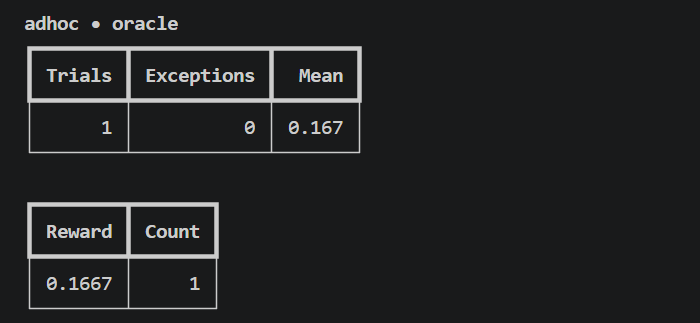 adhoc • oracle
Trials Exceptions Mean
1 0 0.167
Reward Count
0.1667 1